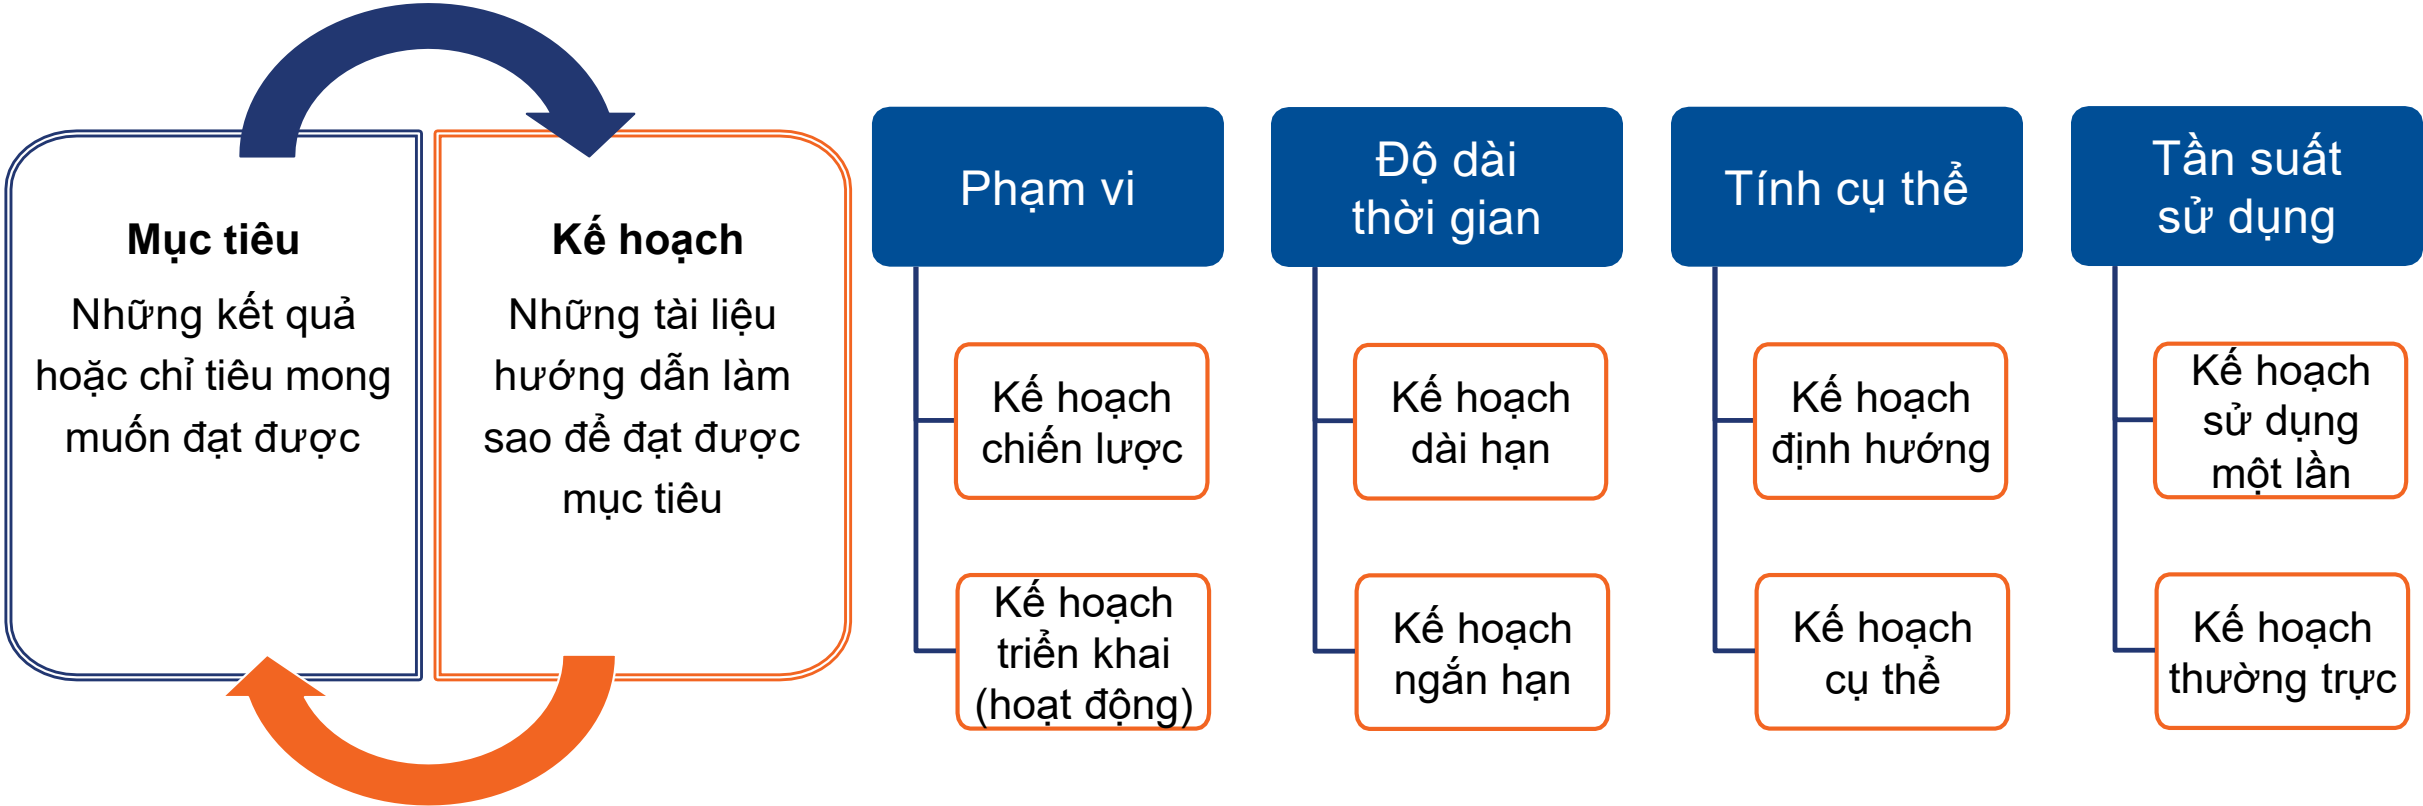 Mục tiêu
Những kết quả
hoặc chỉ tiêu mong
muốn đạt được
Kế hoạch
Những tài liệu
hướng dẫn làm
sao để đạt được
mục tiêu
Phạm vi
Kế hoạch
chiến lược
Kế hoạch
triển khai
(hoạt động)
Độ dài
thời gian
Kế hoạch
dài hạn
Kế hoạch
ngắn hạn
Tính cụ thể
Kế hoạch
định hướng
Kế hoạch
cụ thể
Tần suất
sử dụng
Kế hoạch
sử dụng
một lần
Kế hoạch
thường trực